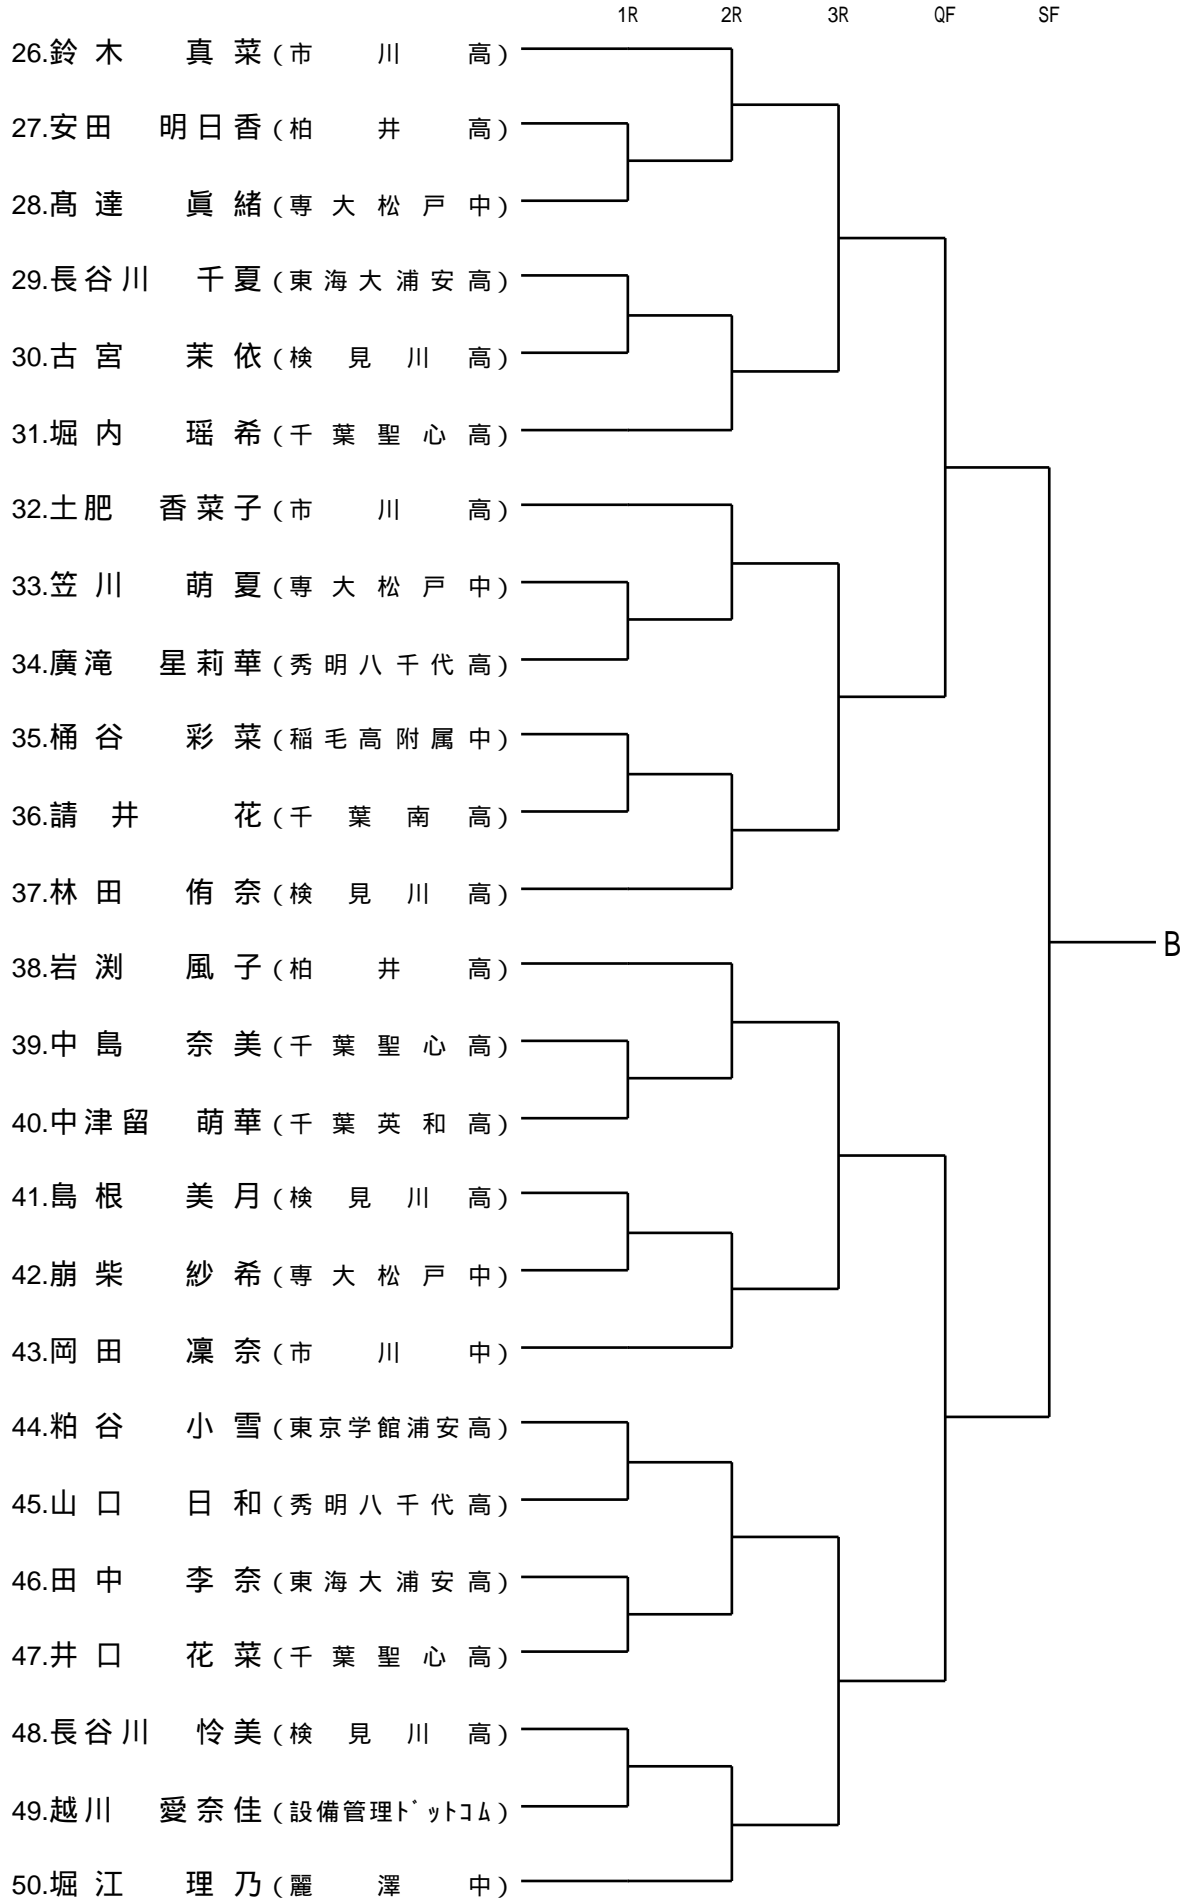 1R 2R 3R QF SF
26.鈴木 真菜(市川高)
27.安田 明日香(柏井高)
28.髙達 眞緒(専大松戸中)
29.長谷川 千夏(東海大浦安高)
30.古宮 茉依(検見川高)
31.堀内 瑶希(千葉聖心高)
32.土肥 香菜子(市川高)
33.笠川 萌夏(専大松戸中)
34.廣滝 星莉華(秀明八千代高)
35.桶谷 彩菜(稲毛高附属中)
36.請井 花(千葉南高)
37.林田 侑奈(検見川高)
B
38.岩渕 風子(柏井高)
39.中島 奈美(千葉聖心高)
40.中津留 萌華(千葉英和高)
41.島根 美月(検見川高)
42.崩柴 紗希(専大松戸中)
43.岡田 凜奈(市川中)
44.粕谷 小雪(東京学館浦安高)
45.山口 日和(秀明八千代高)
46.田中 李奈(東海大浦安高)
47.井口 花菜(千葉聖心高)
48.長谷川 怜美(検見川高)
49.越川 愛奈佳(設備管理ﾄﾞｯﾄｺﾑ)
50.堀江 理乃(麗澤中)